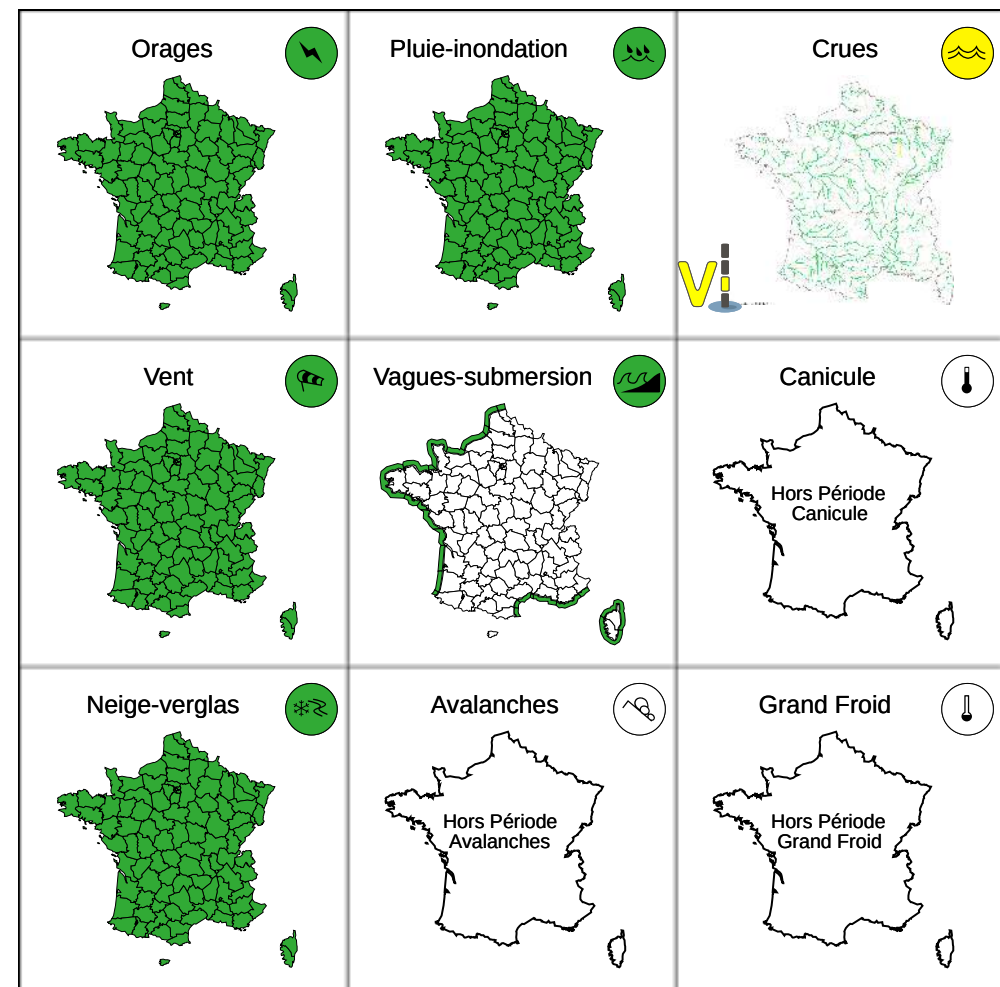 Orages
Pluie-inondation
Crues
Vi
Vent
Vagues-submersion
Canicule
Hors Période
Canicule
Neige-verglas
Avalanches
Grand Froid
Hors Période
Avalanches
Hors Période
Grand Froid